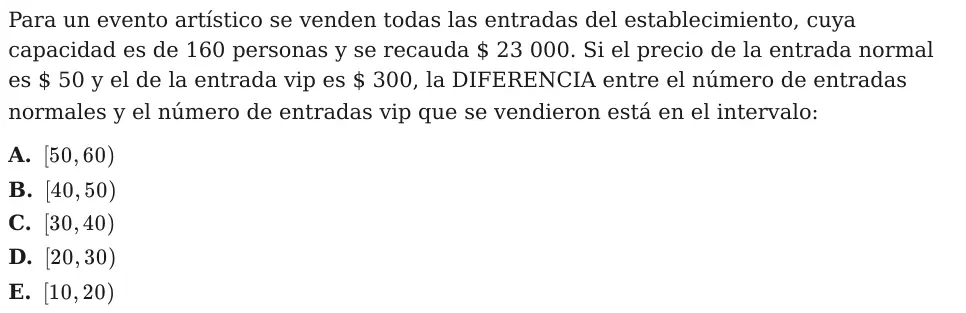 Para un evento artístico se venden todas las entradas del establecimiento, cuya
capacidad es de 160 personas y se recauda $ 23 000. Si el precio de la entrada normal
es $ 50 y el de la entrada vip es $ 300, la DIFERENCIA entre el número de entradas
normales y el número de entradas vip que se vendieron está en el intervalo:
A. [50, 60)
B. [40, 50)
C. [30, 40)
D. [20, 30)
E. [10, 20)